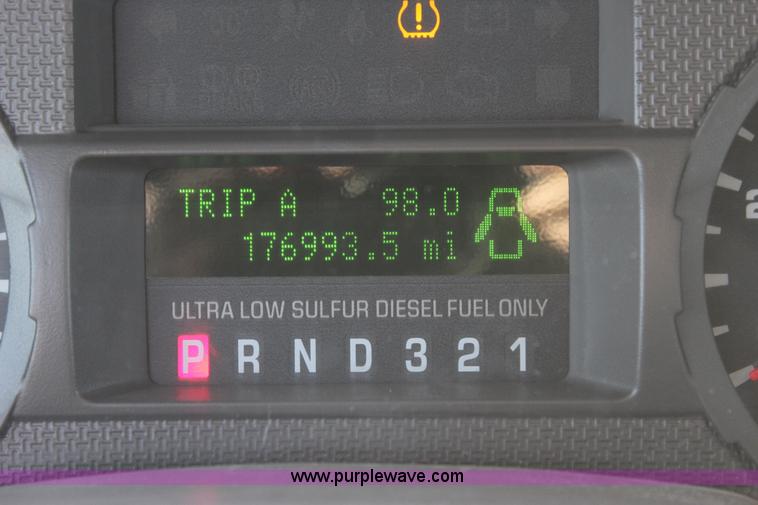 TRIP A 98.0
176993.5 mi
ULTRA LOW SULFUR DIESEL FUEL ONLY
P R N D 3 2 1
www.purplewave.com